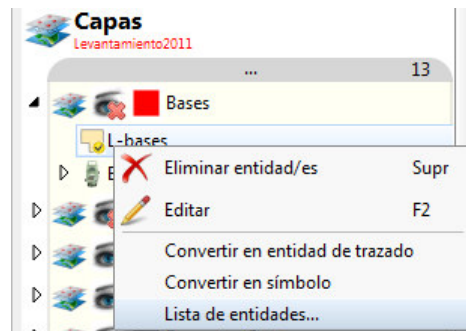 Capas
Levantamiento2011
... 13
Bases
L-bases
Eliminar entidad/es Supr
Editar F2
Convertir en entidad de trazado
Convertir en símbolo
Lista de entidades...